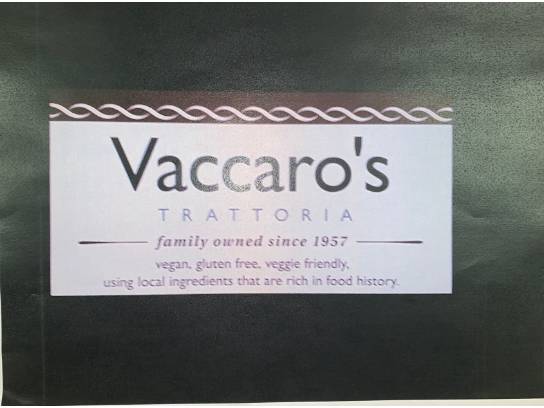 Vaccaro's
TRATTORIA
family owned since 1957
vegan, gluten free, veggie friendly,
using local ingredients that are rich in food history.